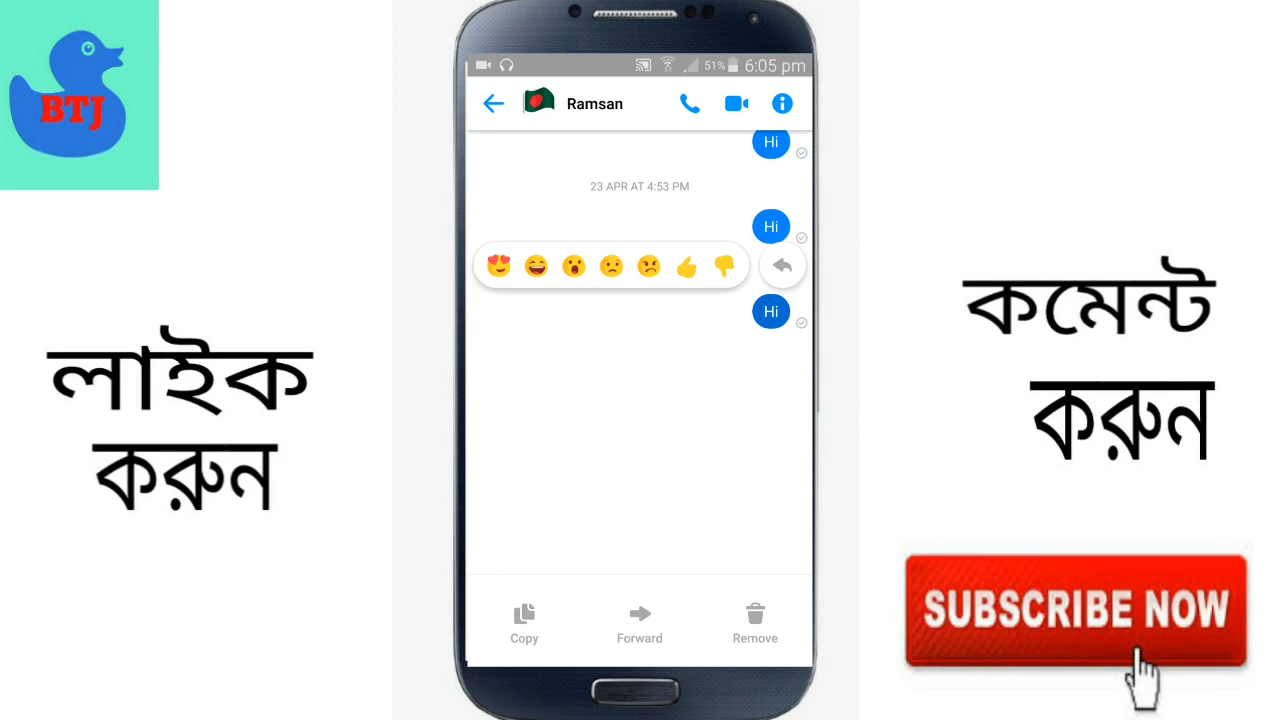 BTJ
লাইক
করুন
51% 6:05 pm
Ramsan
Hi
23 APR AT 4:53 PM
Hi
Hi
Copy Forward Remove
কমেন্ট
করুন
SUBSCRIBE NOW